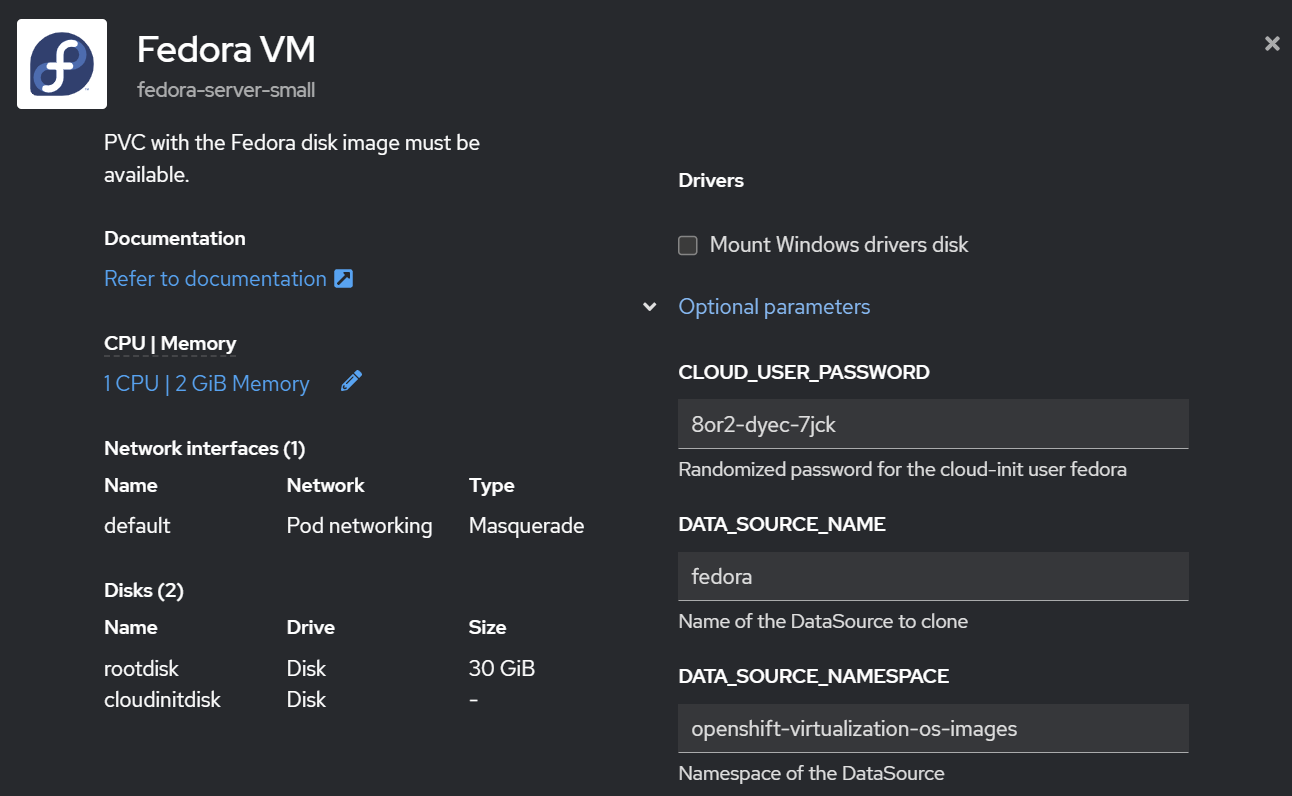 Fedora VM
fedora-server-small
PVC with the Fedora disk image must be
available.
Documentation
Refer to documentation
CPU | Memory
1 CPU | 2 GiB Memory
Network interfaces (1)
Name Network Type
default Pod networking Masquerade
Disks (2)
Name Drive Size
rootdisk Disk 30 GiB
cloudinitdisk Disk -
Drivers
Mount Windows drivers disk
Optional parameters
CLOUD_USER_PASSWORD
8or2-dyec-7jck
Randomized password for the cloud-init user fedora
DATA_SOURCE_NAME
fedora
Name of the DataSource to clone
DATA_SOURCE_NAMESPACE
openshift-virtualization-os-images
Namespace of the DataSource